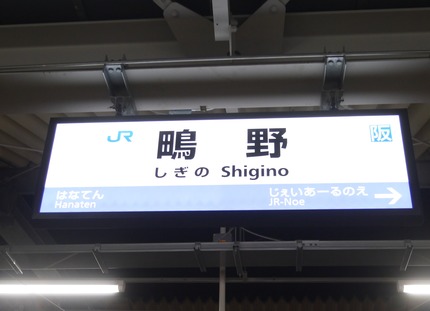 JR 鴫 野 阪
しぎの Shigino
はなてん じぇいあーるのえ
Hanaten JR-Noe